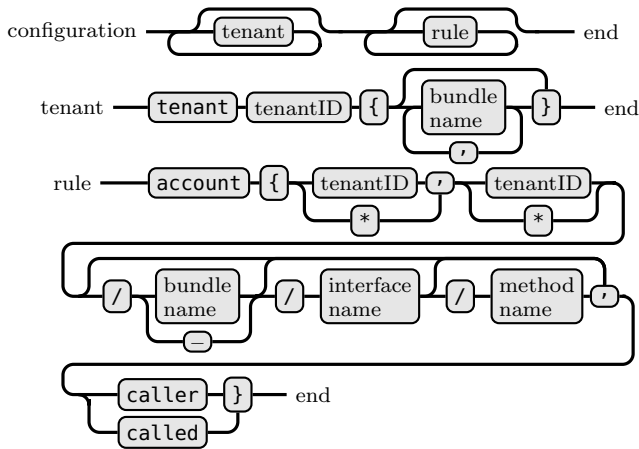 configuration tenant rule end
tenant tenant tenantID { bundle name , } end
rule account { tenantID * , tenantID *
/ bundle name – / interface name / method name ,
caller called } end